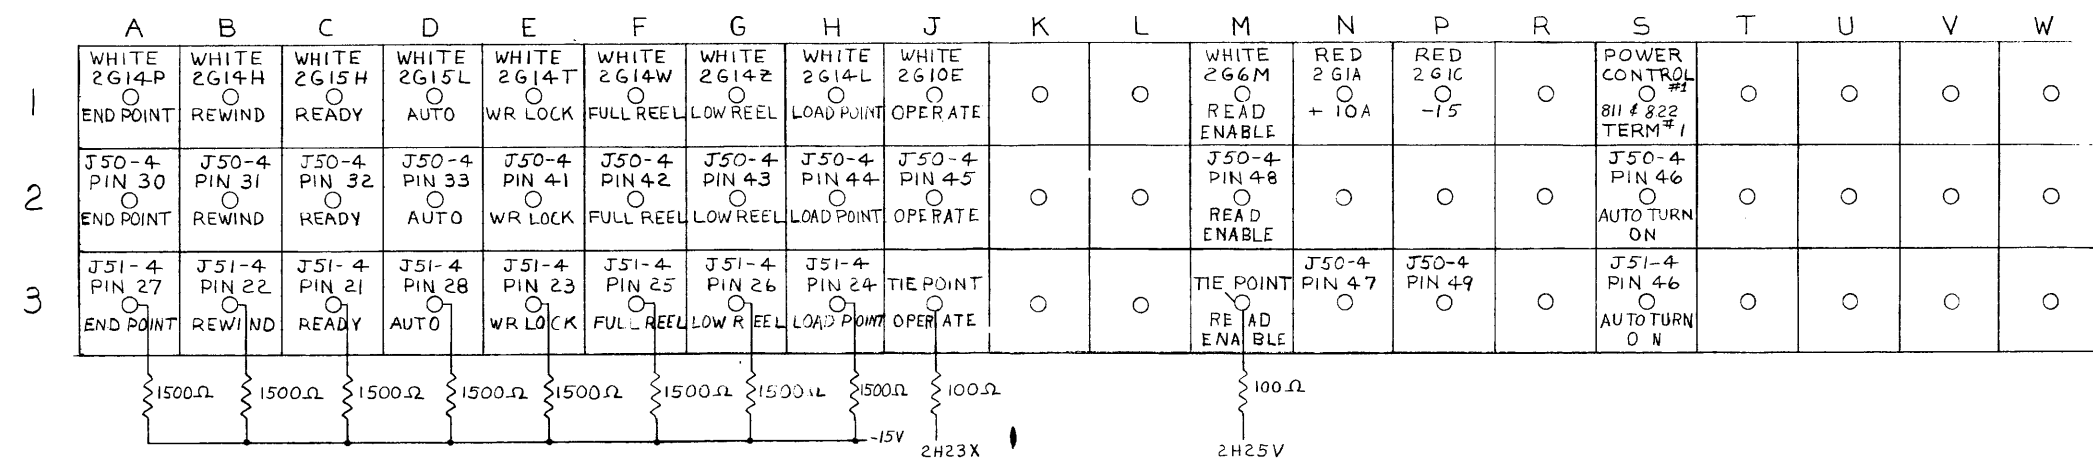 A B C D E F G H J K L M N P R S T U V W
1
WHITE 2G14P END POINT
WHITE 2G14H REWIND
WHITE 2G15H READY
WHITE 2G15L AUTO
WHITE 2G14T WR LOCK
WHITE 2G14W FULL REEL
WHITE 2G14Z LOW REEL
WHITE 2G14L LOAD POINT
WHITE 2G10E OPERATE
WHITE 2G6M READ ENABLE
RED 2G1A + 10A
RED 2G1C -15
POWER CONTROL #1 811 & 822 TERM #1
2
J50-4 PIN 30 END POINT
J50-4 PIN 31 REWIND
J50-4 PIN 32 READY
J50-4 PIN 33 AUTO
J50-4 PIN 41 WR LOCK
J50-4 PIN 42 FULL REEL
J50-4 PIN 43 LOW REEL
J50-4 PIN 44 LOAD POINT
J50-4 PIN 45 OPERATE
J50-4 PIN 48 READ ENABLE
J50-4 PIN 46 AUTO TURN ON
3
J51-4 PIN 27 END POINT
J51-4 PIN 22 REWIND
J51-4 PIN 21 READY
J51-4 PIN 28 AUTO
J51-4 PIN 23 WR LOCK
J51-4 PIN 25 FULL REEL
J51-4 PIN 26 LOW REEL
J51-4 PIN 24 LOAD POINT
TIE POINT OPERATE
TIE POINT READ ENABLE
J50-4 PIN 47
J50-4 PIN 49
J51-4 PIN 46 AUTO TURN ON
1500Ω 1500Ω 1500Ω 1500Ω 1500Ω 1500Ω 1500Ω 1500Ω 100Ω 100Ω
-15V
2H23X
2H25V